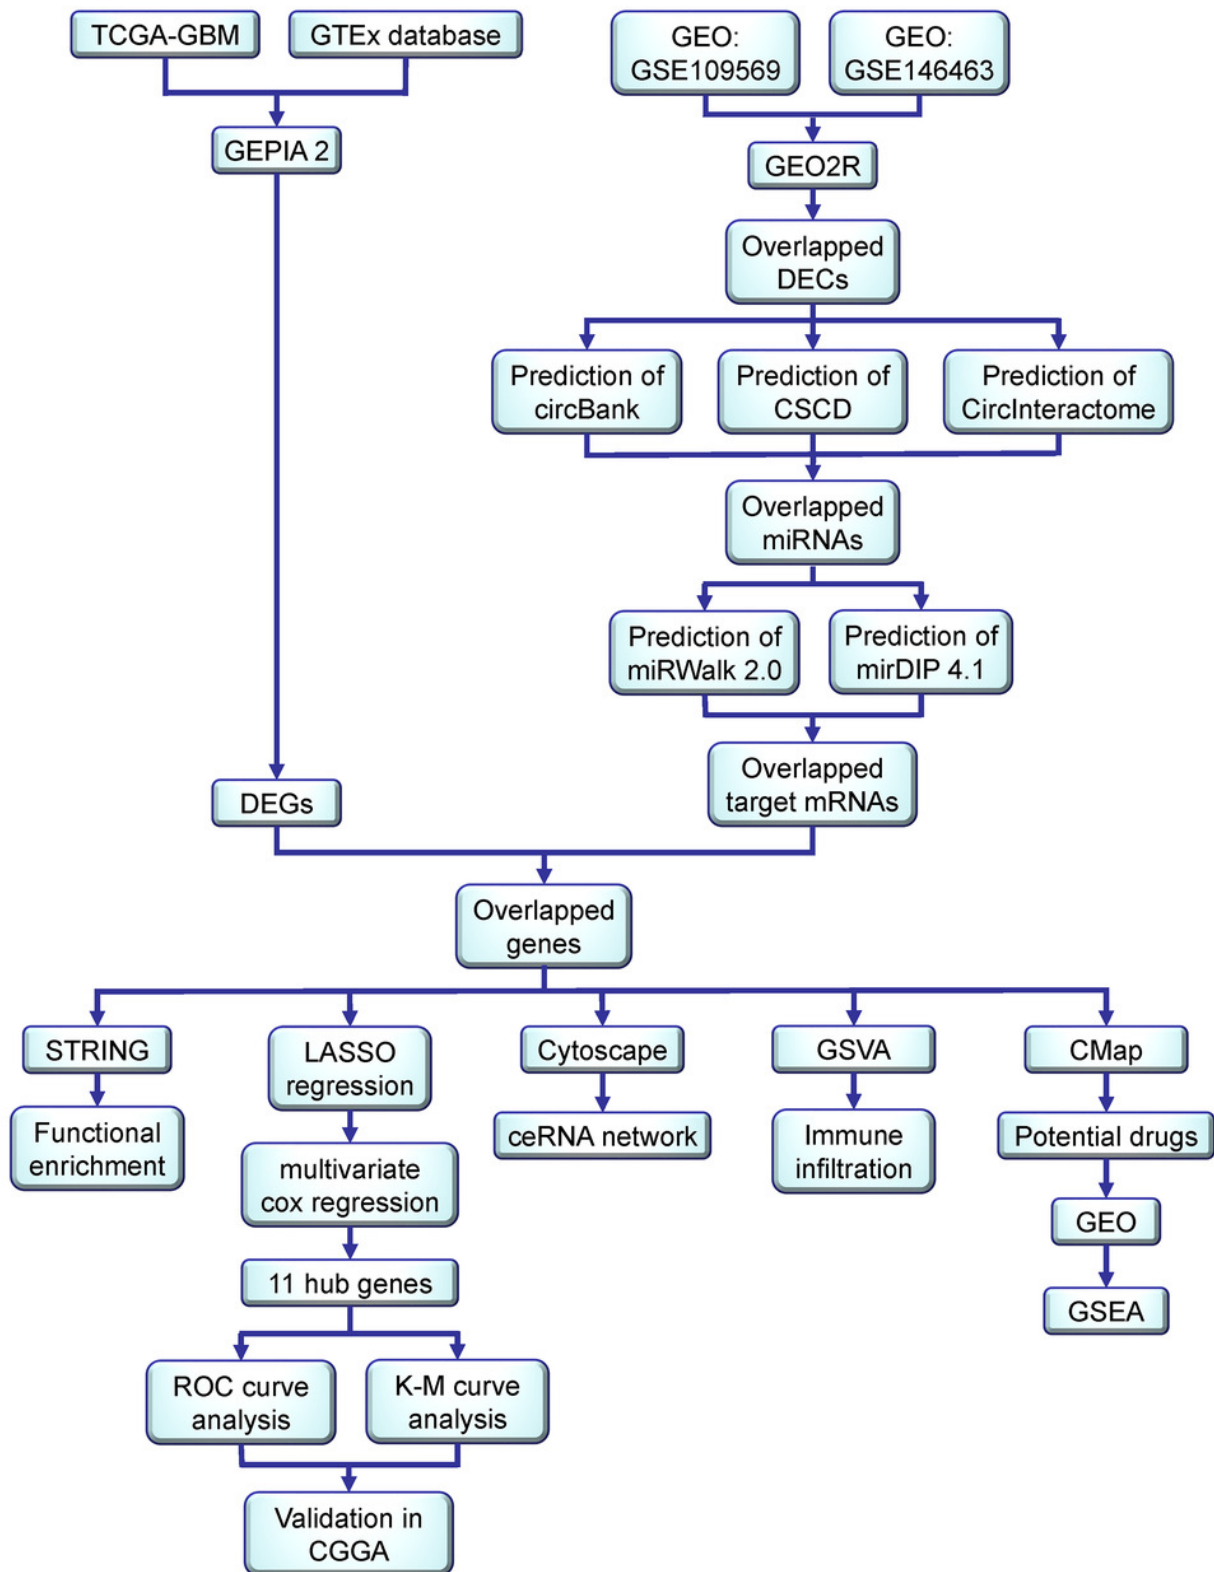 TCGA-GBM
GTEx database
GEO:
GSE109569
GEO:
GSE146463
GEPIA 2
GEO2R
Overlapped
DECs
Prediction of
circBank
Prediction of
CSCD
Prediction of
CircInteractome
Overlapped
miRNAs
Prediction of
miRWalk 2.0
Prediction of
mirDIP 4.1
DEGs
Overlapped
target mRNAs
Overlapped
genes
STRING
LASSO
regression
Cytoscape
GSVA
CMap
Functional
enrichment
multivariate
cox regression
ceRNA network
Immune
infiltration
Potential drugs
GEO
11 hub genes
GSEA
ROC curve
analysis
K-M curve
analysis
Validation in
CGGA